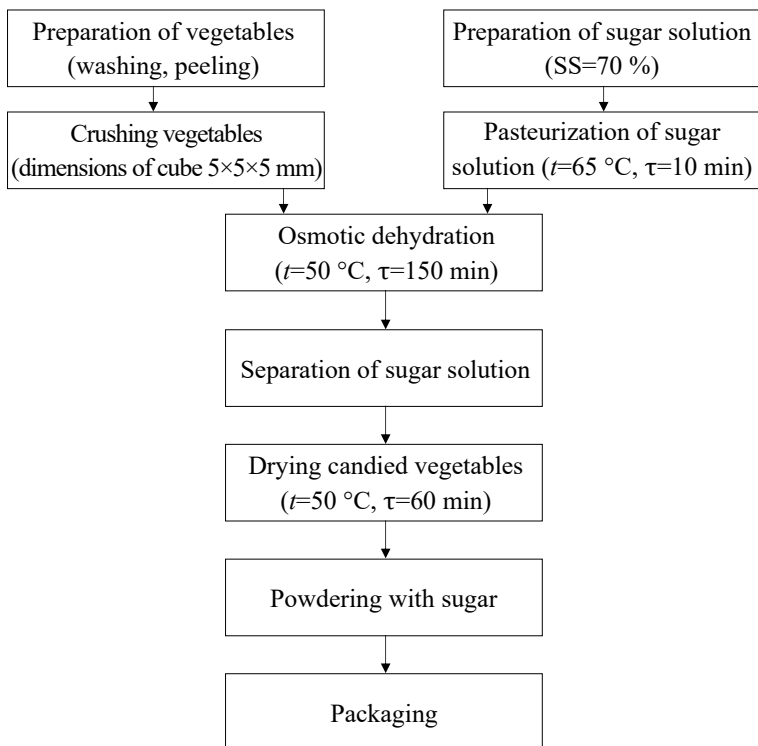 Preparation of vegetables
(washing, peeling)
Preparation of sugar solution
(SS=70 %)
Crushing vegetables
(dimensions of cube 5×5×5 mm)
Pasteurization of sugar
solution (t=65 °C, τ=10 min)
Osmotic dehydration
(t=50 °C, τ=150 min)
Separation of sugar solution
Drying candied vegetables
(t=50 °C, τ=60 min)
Powdering with sugar
Packaging